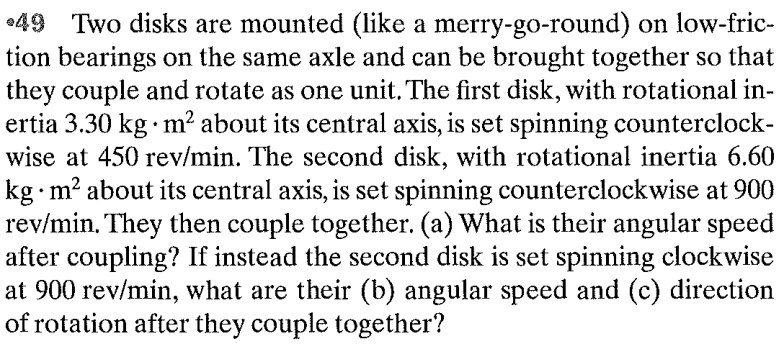 •49 Two disks are mounted (like a merry-go-round) on low-fric-
tion bearings on the same axle and can be brought together so that
they couple and rotate as one unit. The first disk, with rotational in-
ertia 3.30 kg · m² about its central axis, is set spinning counterclock-
wise at 450 rev/min. The second disk, with rotational inertia 6.60
kg · m² about its central axis, is set spinning counterclockwise at 900
rev/min. They then couple together. (a) What is their angular speed
after coupling? If instead the second disk is set spinning clockwise
at 900 rev/min, what are their (b) angular speed and (c) direction
of rotation after they couple together?